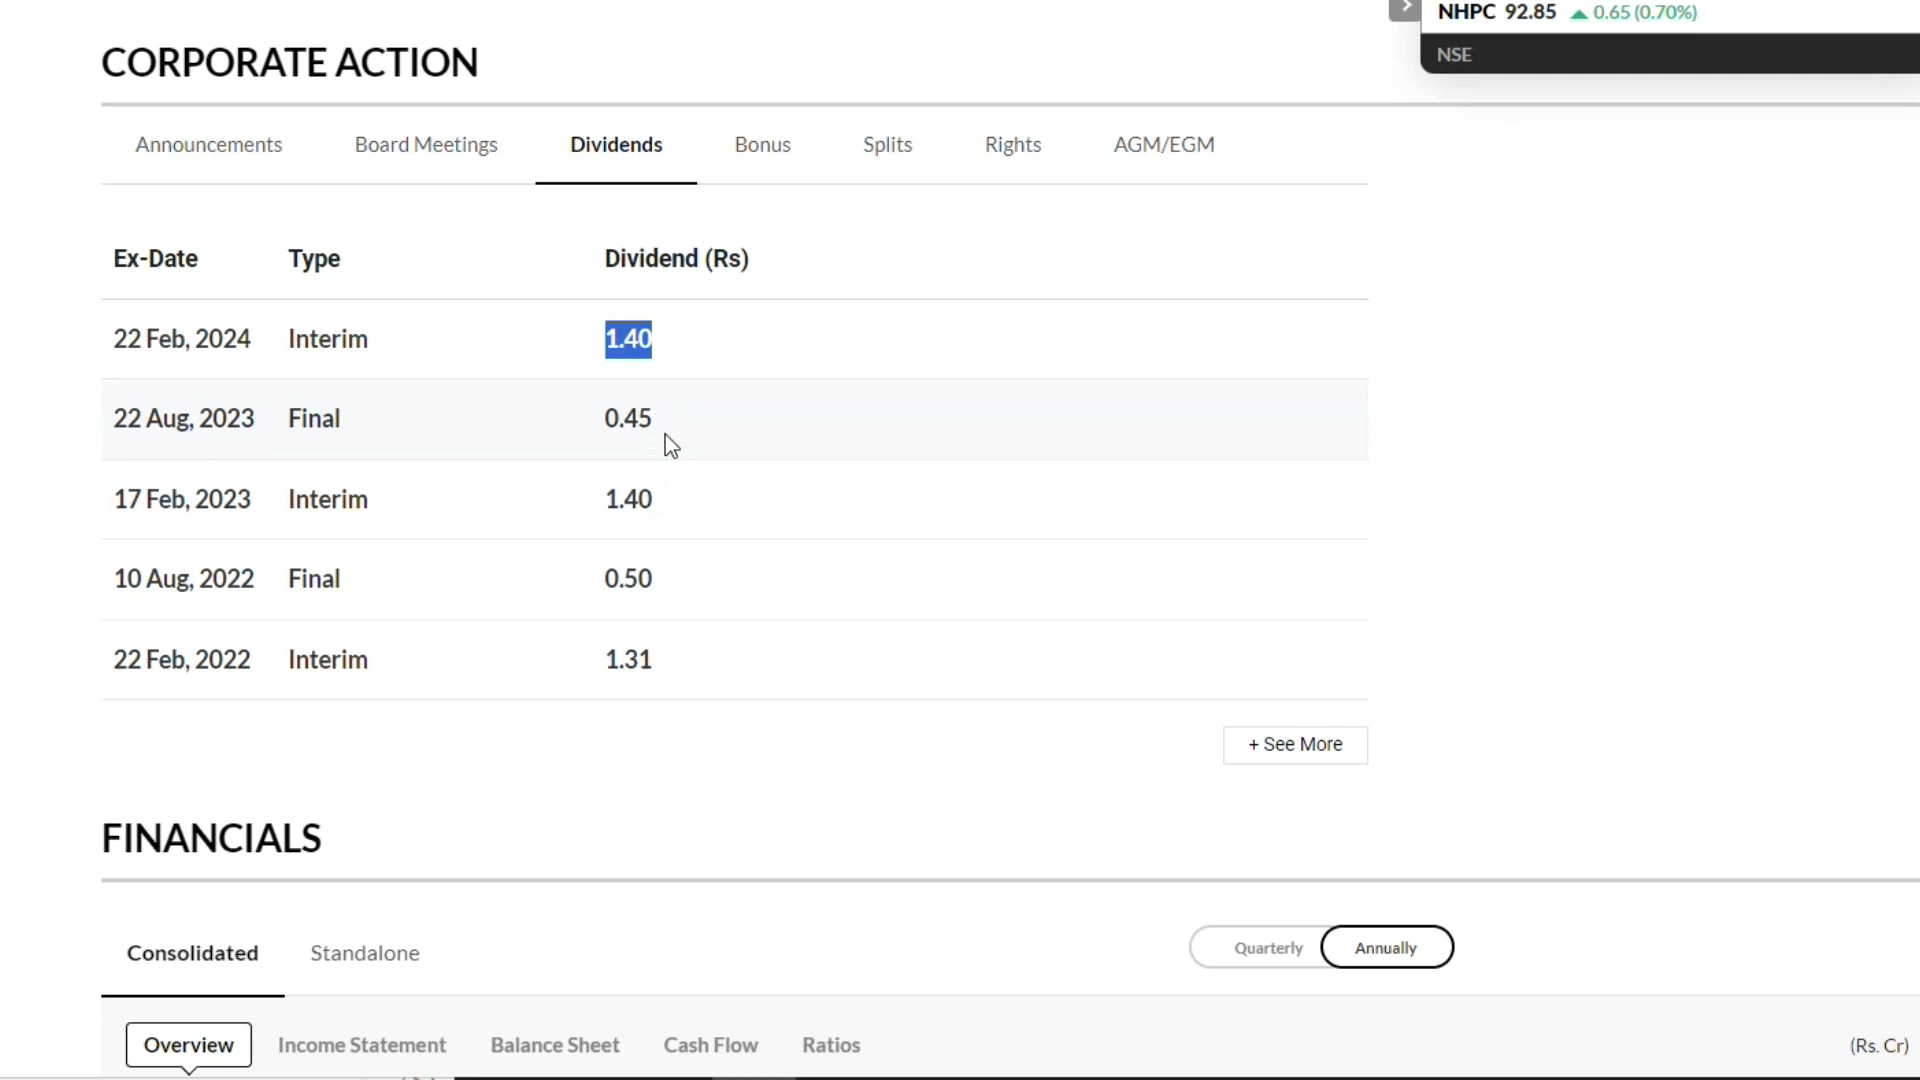 NHPC 92.85 ▲ 0.65 (0.70%)
NSE
CORPORATE ACTION
Announcements Board Meetings Dividends Bonus Splits Rights AGM/EGM
Ex-Date Type Dividend (Rs)
22 Feb, 2024 Interim 1.40
22 Aug, 2023 Final 0.45
17 Feb, 2023 Interim 1.40
10 Aug, 2022 Final 0.50
22 Feb, 2022 Interim 1.31
+ See More
FINANCIALS
Consolidated Standalone Quarterly Annually
Overview Income Statement Balance Sheet Cash Flow Ratios (Rs. Cr)